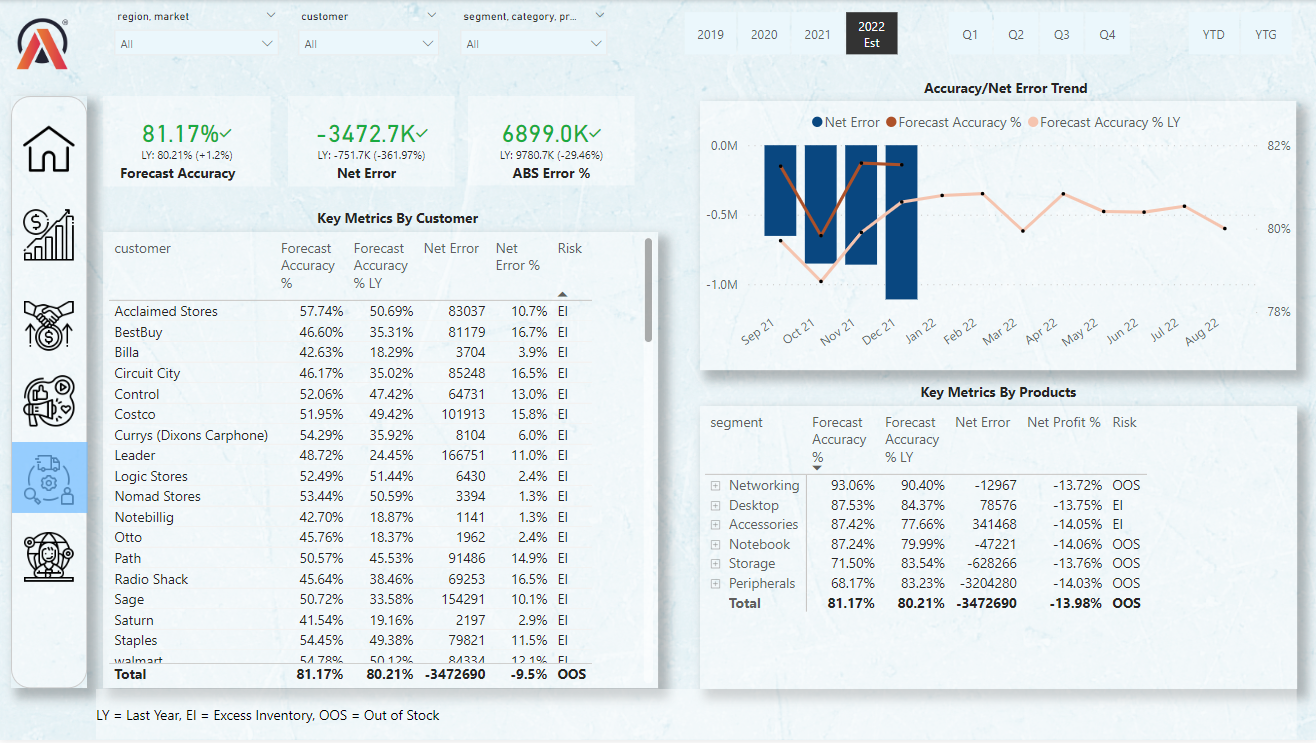 region, market
customer
segment, category, pr...
All
All
All
2019
2020
2021
2022
Est
Q1
Q2
Q3
Q4
YTD
YTG
®
81.17%
LY: 80.21% (+1.2%)
Forecast Accuracy
-3472.7K
LY: -751.7K (-361.97%)
Net Error
6899.0K
LY: 9780.7K (-29.46%)
ABS Error %
Key Metrics By Customer
customer Forecast Accuracy % Forecast Accuracy % LY Net Error Net Error % Risk
Acclaimed Stores 57.74% 50.69% 83037 10.7% EI
BestBuy 46.60% 35.31% 81179 16.7% EI
Billa 42.63% 18.29% 3704 3.9% EI
Circuit City 46.17% 35.02% 85248 16.5% EI
Control 52.06% 47.42% 64731 13.0% EI
Costco 51.95% 49.42% 101913 15.8% EI
Currys (Dixons Carphone) 54.29% 35.92% 8104 6.0% EI
Leader 48.72% 24.45% 166751 11.0% EI
Logic Stores 52.49% 51.44% 6430 2.4% EI
Nomad Stores 53.44% 50.59% 3394 1.3% EI
Notebillig 42.70% 18.87% 1141 1.3% EI
Otto 45.76% 18.37% 1962 2.4% EI
Path 50.57% 45.53% 91486 14.9% EI
Radio Shack 45.64% 38.46% 69253 16.5% EI
Sage 50.72% 33.58% 154291 10.1% EI
Saturn 41.54% 19.16% 2197 2.9% EI
Staples 54.45% 49.38% 79821 11.5% EI
walmart 54.78% 50.12% 84334 12.1% EI
Total 81.17% 80.21% -3472690 -9.5% OOS
Accuracy/Net Error Trend
Net Error Forecast Accuracy % Forecast Accuracy % LY
0.0M
-0.5M
-1.0M
82%
80%
78%
Sep 21
Oct 21
Nov 21
Dec 21
Jan 22
Feb 22
Mar 22
Apr 22
May 22
Jun 22
Jul 22
Aug 22
Key Metrics By Products
segment Forecast Accuracy % Forecast Accuracy % LY Net Error Net Profit % Risk
Networking 93.06% 90.40% -12967 -13.72% OOS
Desktop 87.53% 84.37% 78576 -13.75% EI
Accessories 87.42% 77.66% 341468 -14.05% EI
Notebook 87.24% 79.99% -47221 -14.06% OOS
Storage 71.50% 83.54% -628266 -13.76% OOS
Peripherals 68.17% 83.23% -3204280 -14.03% OOS
Total 81.17% 80.21% -3472690 -13.98% OOS
LY = Last Year, EI = Excess Inventory, OOS = Out of Stock